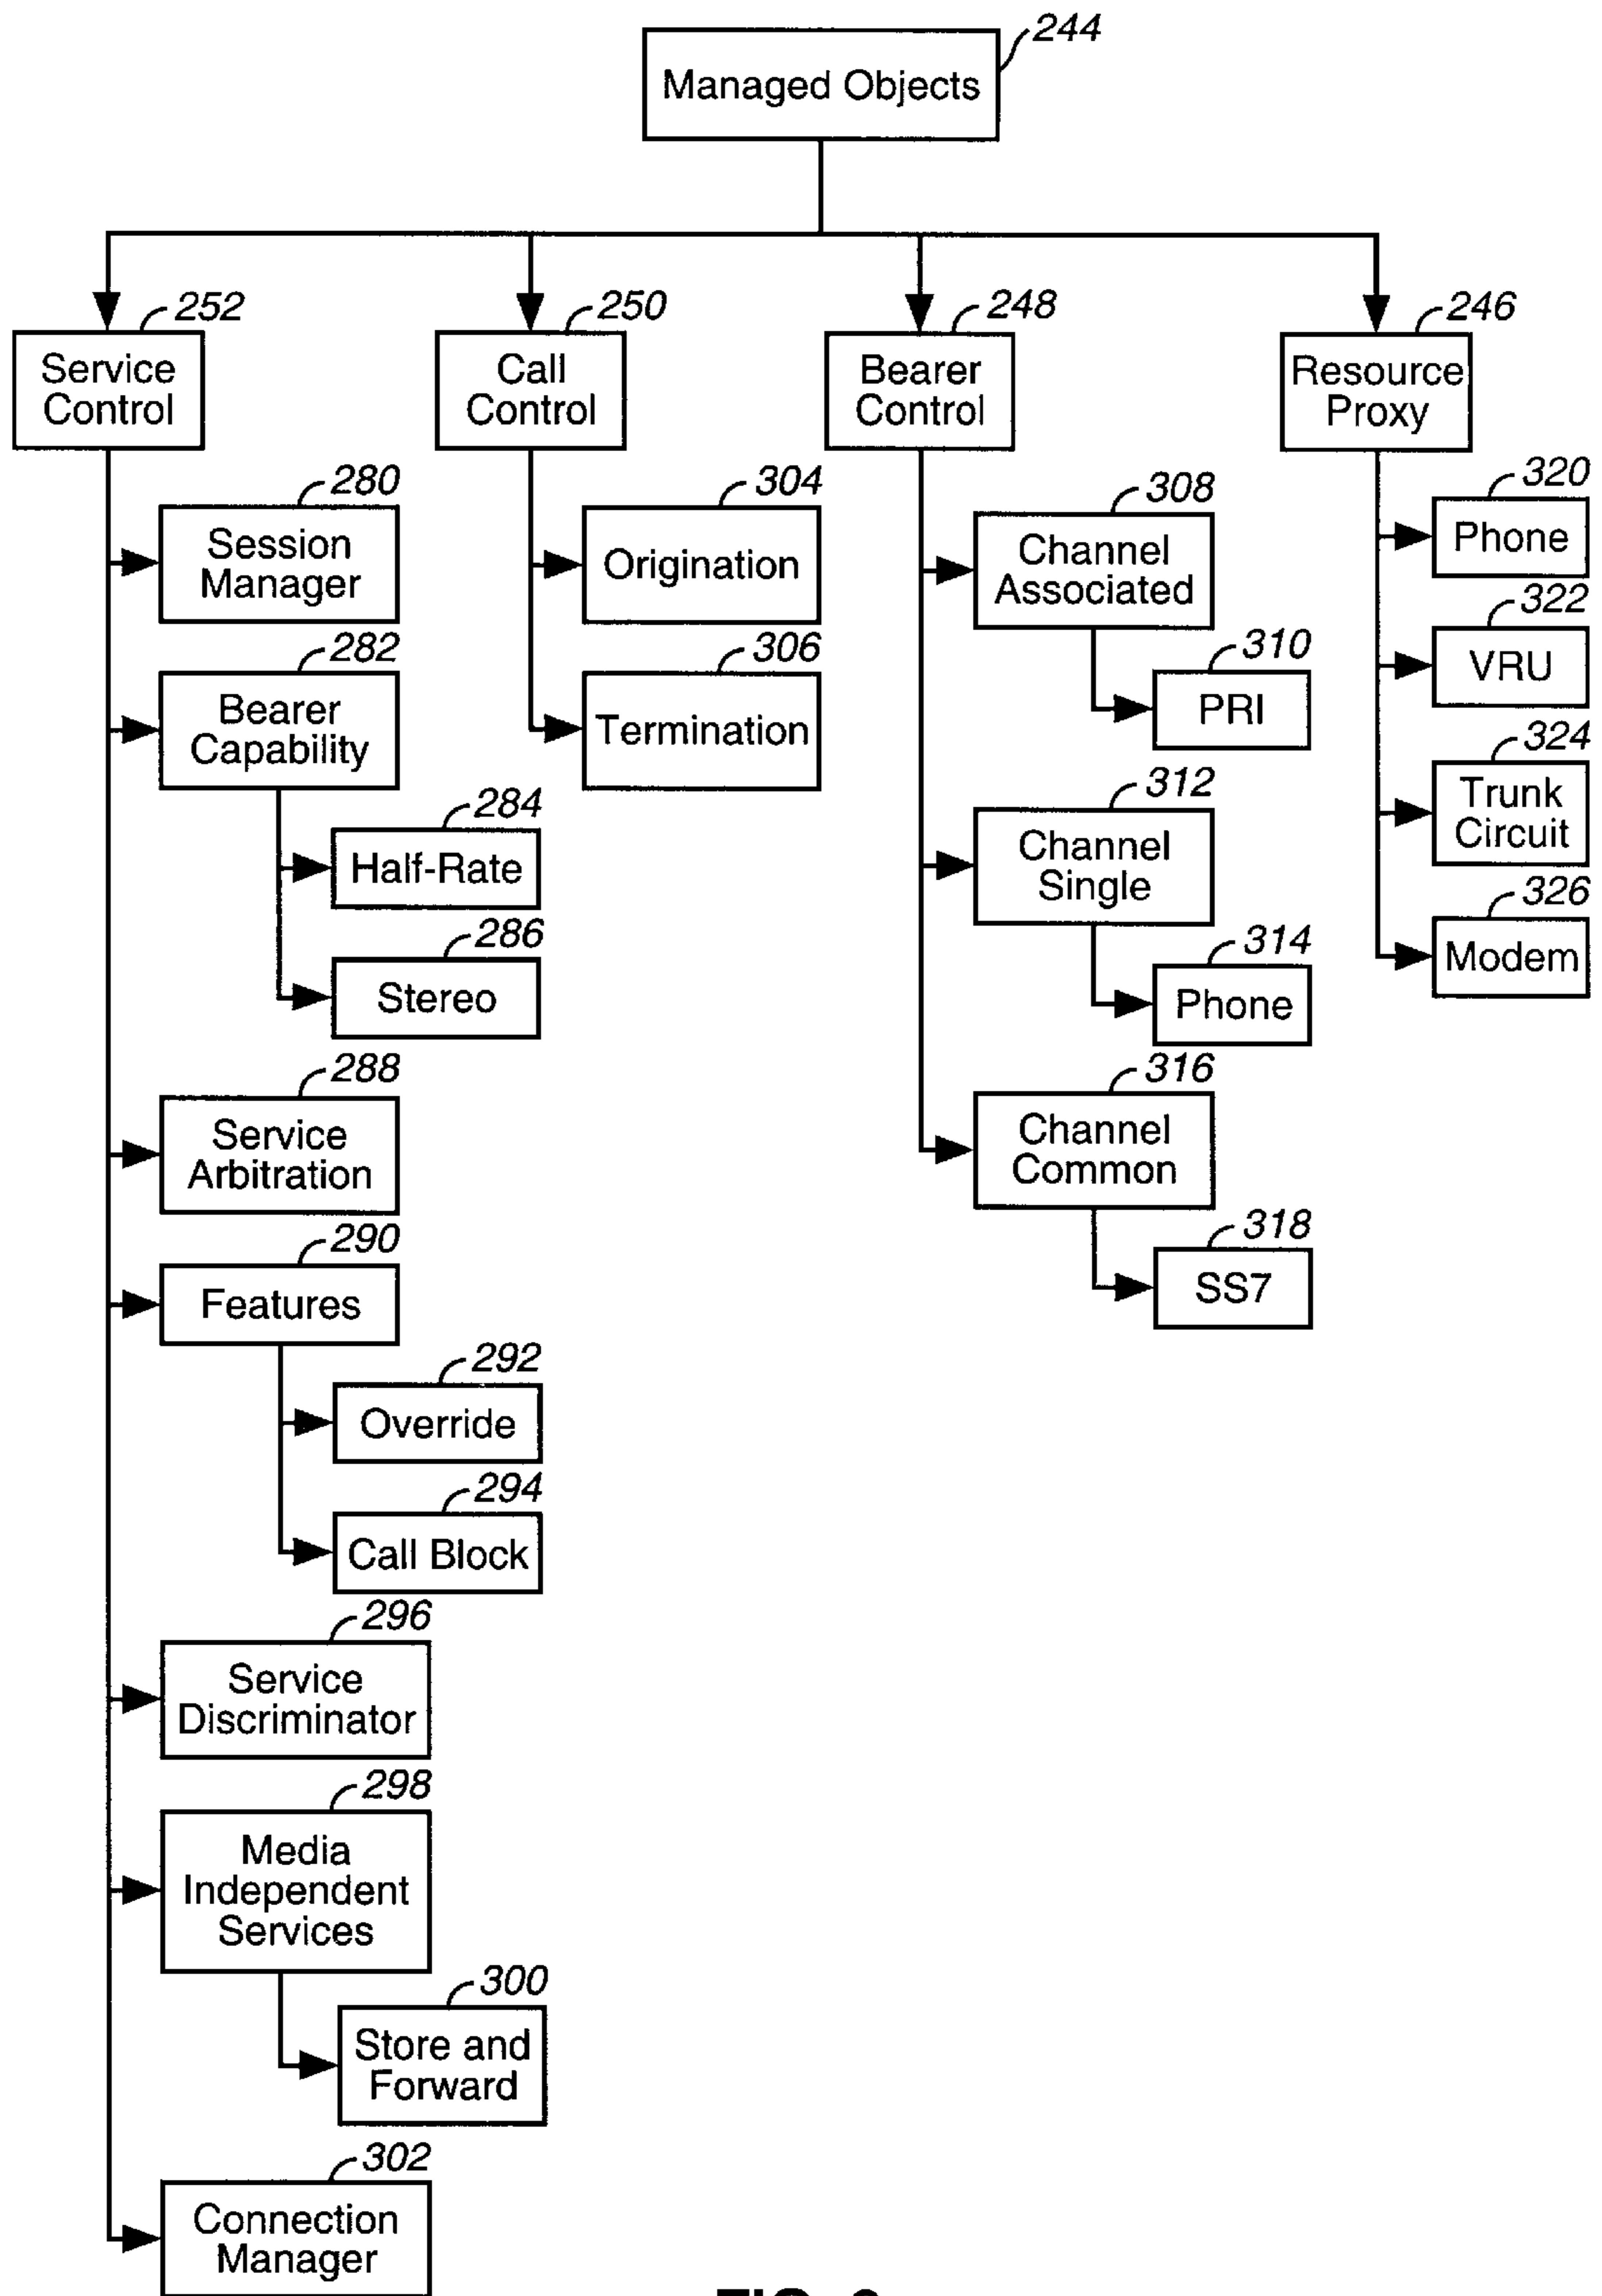 244
Managed Objects
252
Service
Control
250
Call
Control
248
Bearer
Control
246
Resource
Proxy
280
Session
Manager
282
Bearer
Capability
284
Half-Rate
286
Stereo
288
Service
Arbitration
290
Features
292
Override
294
Call Block
296
Service
Discriminator
298
Media
Independent
Services
300
Store and
Forward
302
Connection
Manager
304
Origination
306
Termination
308
Channel
Associated
310
PRI
312
Channel
Single
314
Phone
316
Channel
Common
318
SS7
320
Phone
322
VRU
324
Trunk
Circuit
326
Modem